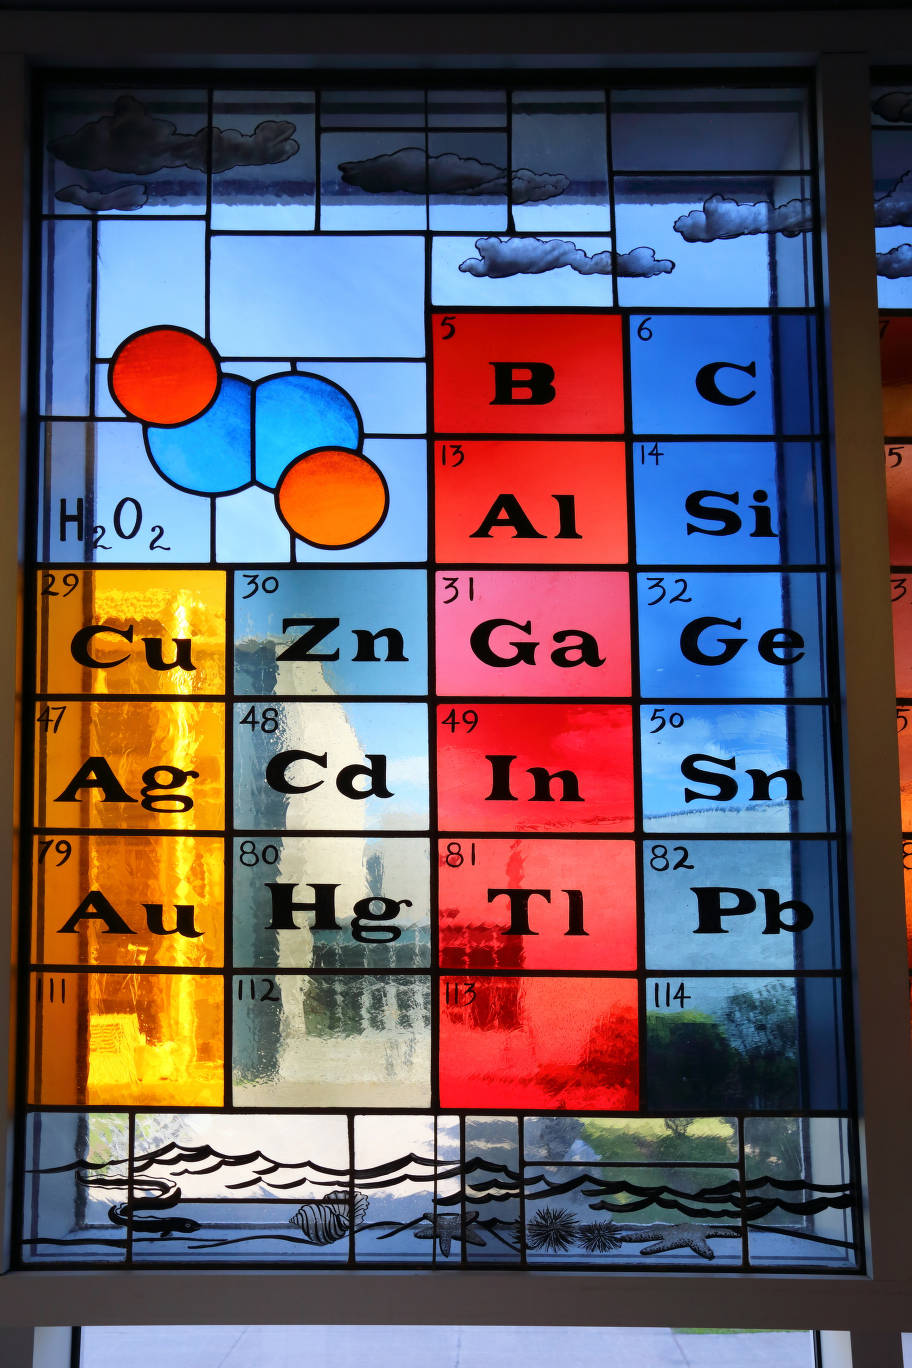 5 6
B C
13 14
Al Si
H₂O₂
29 30 31 32
Cu Zn Ga Ge
47 48 49 50
Ag Cd In Sn
79 80 81 82
Au Hg Tl Pb
111 112 113 114